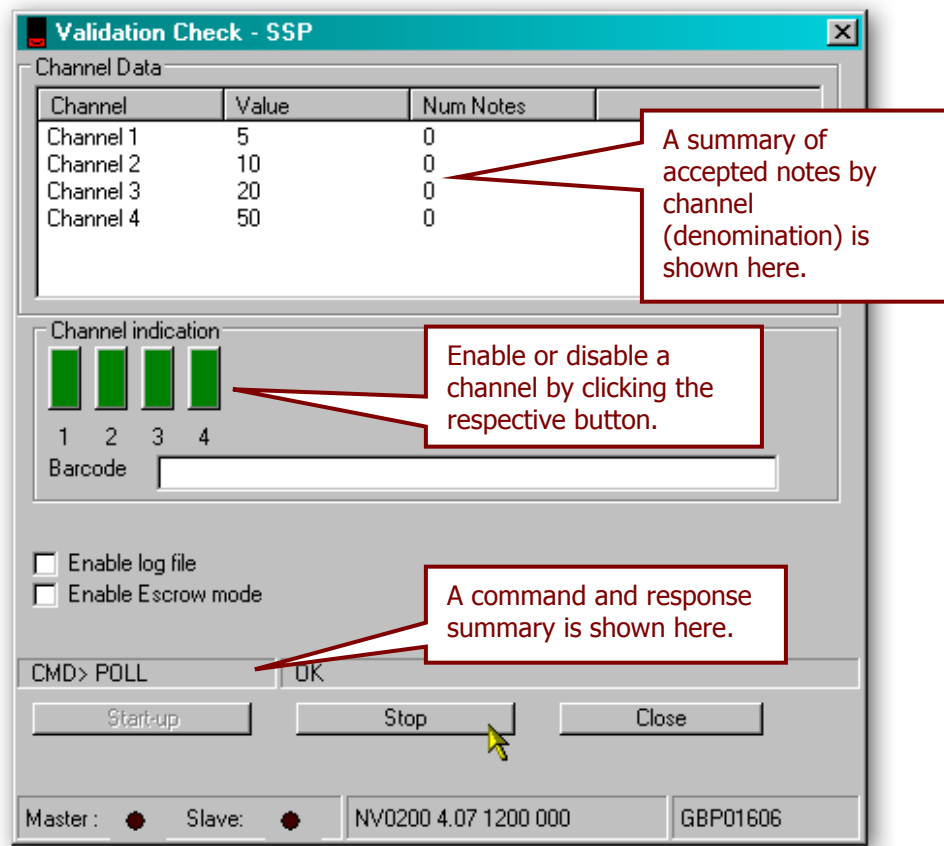 Validation Check - SSP
Channel Data
Channel Value Num Notes
Channel 1 5 0
Channel 2 10 0
Channel 3 20 0
Channel 4 50 0
A summary of
accepted notes by
channel
(denomination) is
shown here.
Channel indication
1 2 3 4
Enable or disable a
channel by clicking the
respective button.
Barcode
Enable log file
Enable Escrow mode
A command and response
summary is shown here.
CMD> POLL OK
Start-up Stop Close
Master : Slave: NV0200 4.07 1200 000 GBP01606